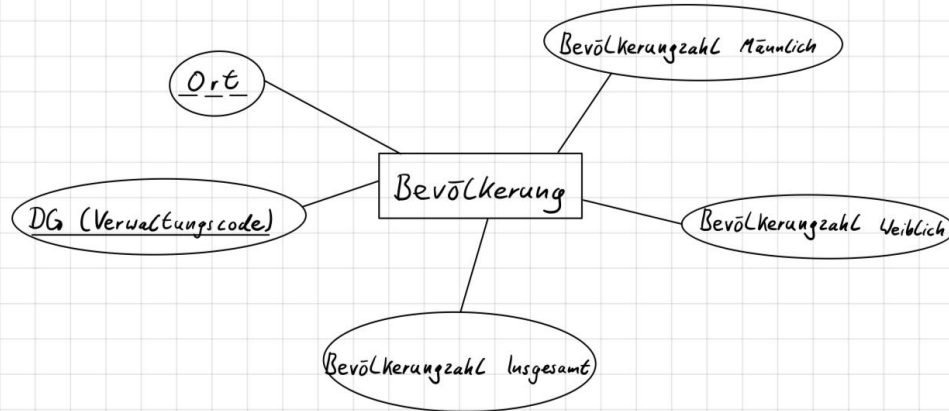 Bevölkerungzahl Männlich
Ort
Bevölkerung
DG (Verwaltungscode)
Bevölkerungzahl Weiblich
Bevölkerungzahl Insgesamt